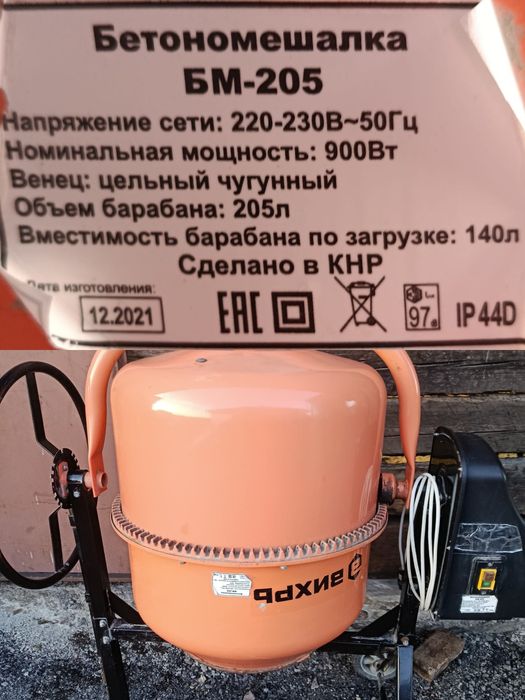 Бетономешалка
БМ-205
Напряжение сети: 220-230В~50Гц
Номинальная мощность: 900Вт
Венец: цельный чугунный
Объем барабана: 205л
Вместимость барабана по загрузке: 140л
Сделано в КНР
Дата изготовления:
12.2021
EAC
97дБ
IP44D
ВИХРЬ